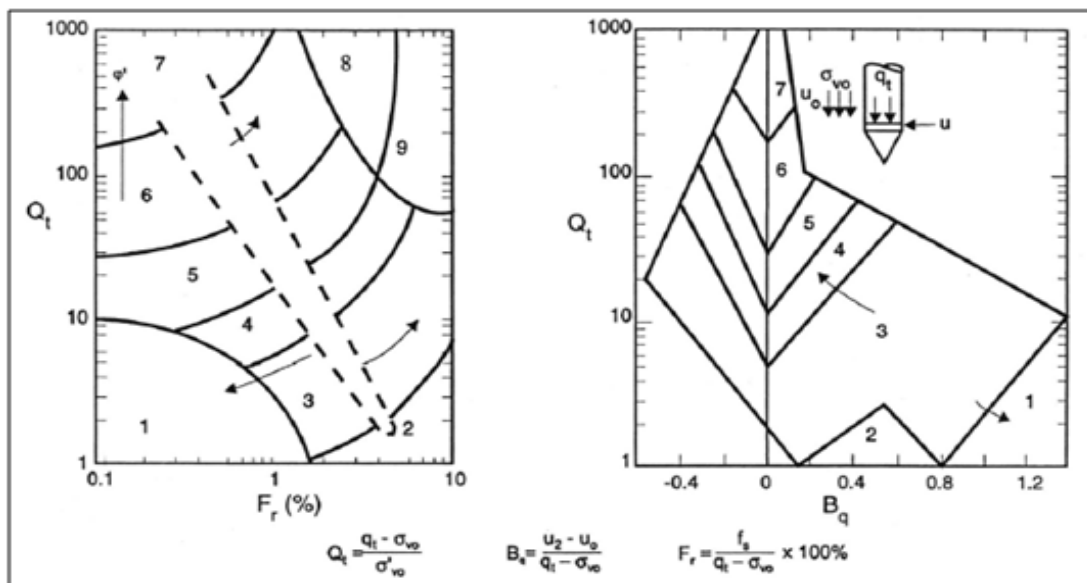 1000
7
8
φ'
9
100
6
Q_t
5
10
4
3
1
2
1
0.1
1
10
F_r (%)
1000
σ_vo
q_t
u_o
7
u
6
100
Q_t
5
4
10
3
1
2
1
-0.4
0
0.4
0.8
1.2
B_q
Q_t = (q_t - σ_vo) / σ'_vo
B_q = (u_2 - u_o) / (q_t - σ_vo)
F_r = f_s / (q_t - σ_vo) x 100%